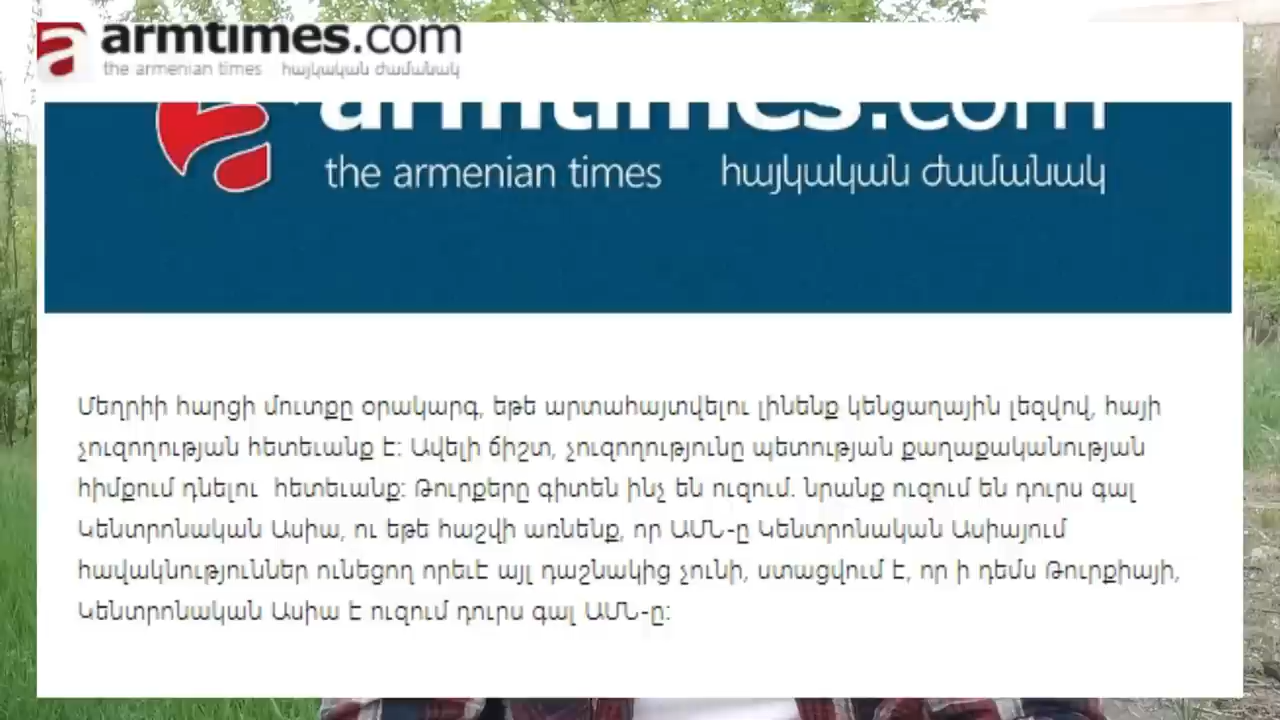 armtimes.com
the armenian times հայկական ժամանակ
armtimes.com
the armenian times հայկական ժամանակ
Մեղրիի հարցի մուտքը օրակարգ, եթե արտահայտվելու լինենք կենցաղային լեզվով, հայի
չուզողության հետեւանք է: Ավելի ճիշտ, չուզողությունը պետության քաղաքականության
հիմքում դնելու հետեւանք: Թուրքերը գիտեն ինչ են ուզում. նրանք ուզում են դուրս գալ
Կենտրոնական Ասիա, ու եթե հաշվի առնենք, որ ԱՄՆ-ը Կենտրոնական Ասիայում
հավակնություններ ունեցող որեւէ այլ դաշնակից չունի, ստացվում է, որ ի դեմս Թուրքիայի,
Կենտրոնական Ասիա է ուզում դուրս գալ ԱՄՆ-ը: